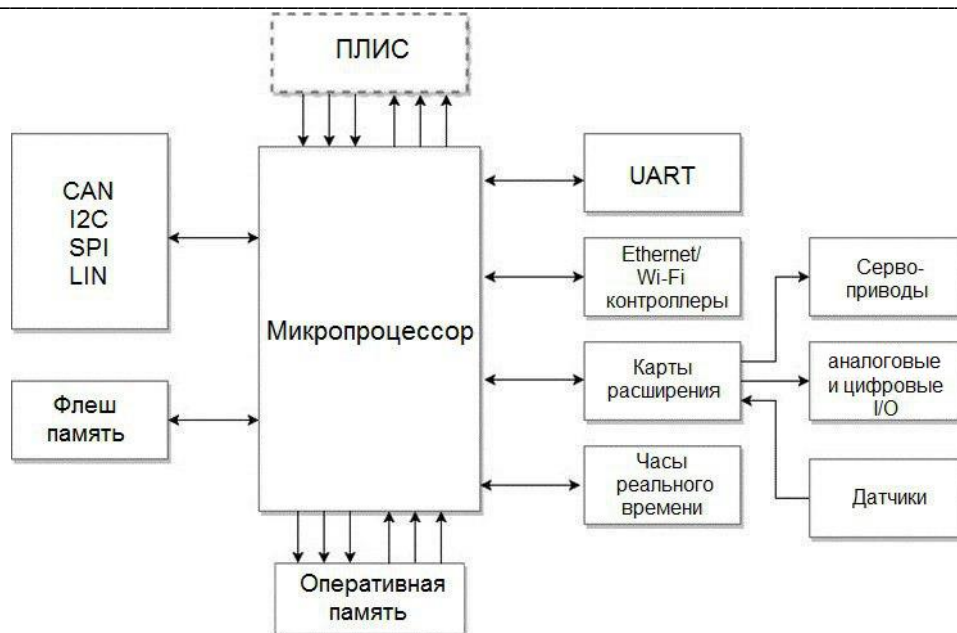 ПЛИС
CAN
I2C
SPI
LIN
Флеш
память
Микропроцессор
Оперативная
память
UART
Ethernet/
Wi-Fi
контроллеры
Карты
расширения
Часы
реального
времени
Серво-
приводы
аналоговые
и цифровые
I/O
Датчики